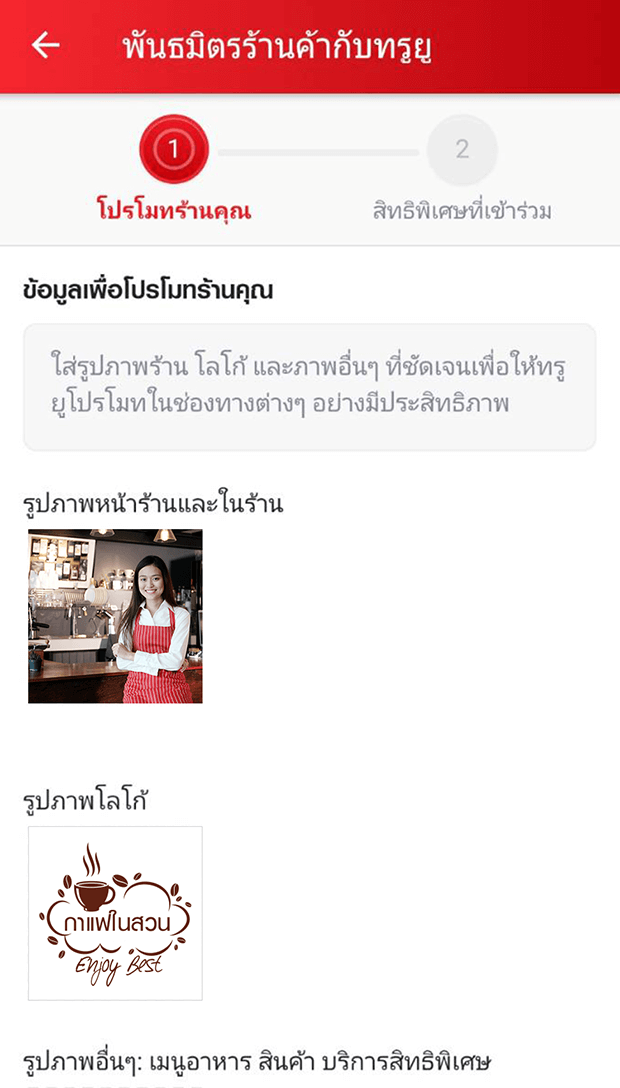 พันธมิตรร้านค้ากับทรูยู
1
2
โปรโมทร้านคุณ
สิทธิพิเศษที่เข้าร่วม
ข้อมูลเพื่อโปรโมทร้านคุณ
ใส่รูปภาพร้าน โลโก้ และภาพอื่นๆ ที่ชัดเจนเพื่อให้ทรู
ยูโปรโมทในช่องทางต่างๆ อย่างมีประสิทธิภาพ
รูปภาพหน้าร้านและในร้าน
รูปภาพโลโก้
กาแฟในสวน
Enjoy Best
รูปภาพอื่นๆ: เมนูอาหาร สินค้า บริการสิทธิพิเศษ